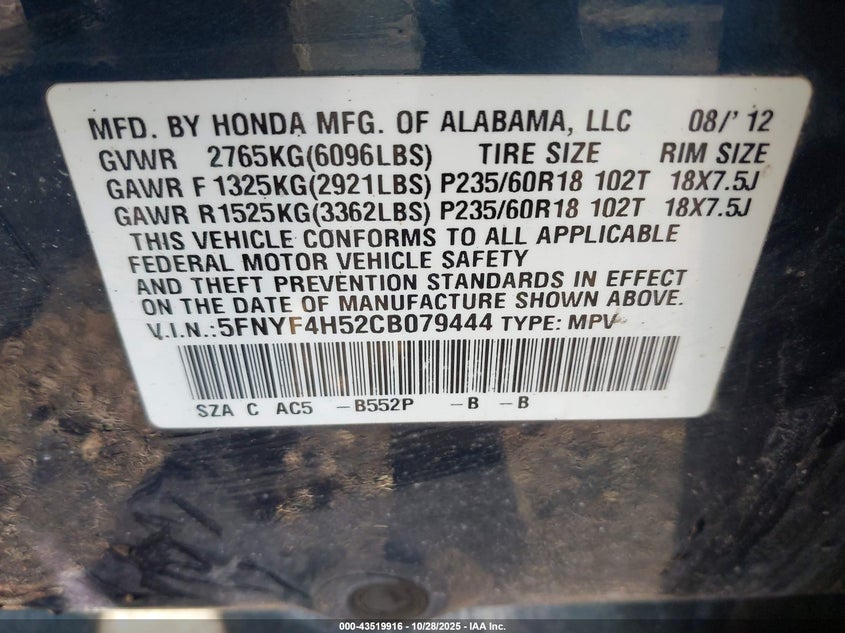 MFD. BY HONDA MFG. OF ALABAMA, LLC 08/' 12
GVWR 2765KG(6096LBS) TIRE SIZE RIM SIZE
GAWR F 1325KG(2921LBS) P235/60R18 102T 18X7.5J
GAWR R1525KG(3362LBS) P235/60R18 102T 18X7.5J
THIS VEHICLE CONFORMS TO ALL APPLICABLE
FEDERAL MOTOR VEHICLE SAFETY
AND THEFT PREVENTION STANDARDS IN EFFECT
ON THE DATE OF MANUFACTURE SHOWN ABOVE.
V.I.N.:5FNYF4H52CB079444 TYPE: MPV
SZA C AC5 -B552P -B -B
000-43519916 - 10/28/2025 - IAA Inc.